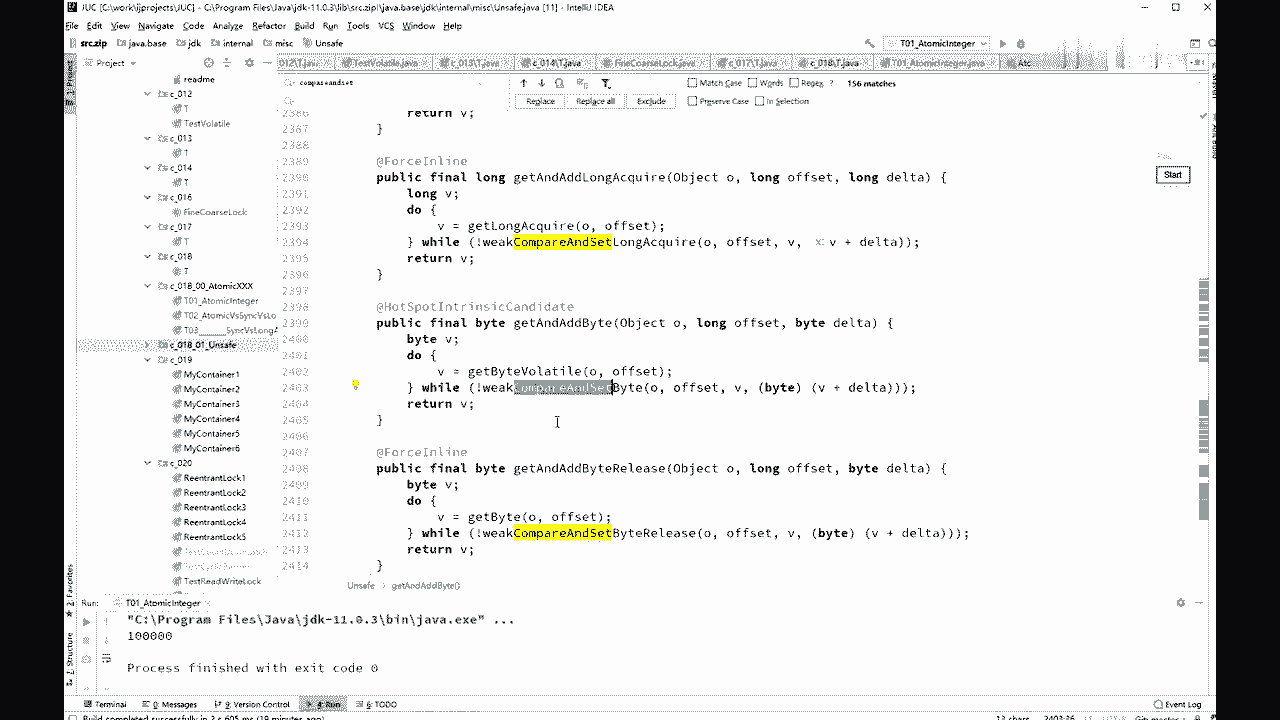 JUC [C:\work\ijprojects\JUC] - C:\Program Files\Java\jdk-11.0.3\lib\src.zip!\java.base\jdk\internal\misc\Unsafe.java [11] - IntelliJ IDEA
File Edit View Navigate Code Analyze Refactor Build Run Tools VCS Window Help
src.zip java.base jdk internal misc Unsafe T01_AtomicInteger
Project TestVolatile.java c_013\T.java c_014\T.java FineCoarseLock.java c_017\T.java c_018\T.java T01_AtomicInteger.java
compareandset Match Case Words Regex ? 156 matches
Replace Replace all Exclude Preserve Case In Selection
readme
c_012
T
TestVolatile
c_013
T
c_014
T
c_016
FineCoarseLock
c_017
T
c_018
T
c_018_00_AtomicXXX
T01_AtomicInteger
T02_AtomicVsSyncVsLo
T03______SyncVsLongA
c_018_01_Unsafe
c_019
MyContainer1
MyContainer2
MyContainer3
MyContainer4
MyContainer5
MyContainer6
c_020
ReentrantLock1
ReentrantLock2
ReentrantLock3
ReentrantLock4
ReentrantLock5
TestReadWriteLock
2386 return v;
2387 }
2388
2389 @ForceInline
2390 public final long getAndAddLongAcquire(Object o, long offset, long delta) {
2391 long v;
2392 do {
2393 v = getLongAcquire(o, offset);
2394 } while (!weakCompareAndSetLongAcquire(o, offset, v, x: v + delta));
2395 return v;
2396 }
2397
2398 @HotSpotIntrinsicCandidate
2399 public final byte getAndAddByte(Object o, long offset, byte delta) {
2400 byte v;
2401 do {
2402 v = getByteVolatile(o, offset);
2403 } while (!weakCompareAndSetByte(o, offset, v, (byte) (v + delta)));
2404 return v;
2405 }
2406
2407 @ForceInline
2408 public final byte getAndAddByteRelease(Object o, long offset, byte delta) {
2409 byte v;
2410 do {
2411 v = getByte(o, offset);
2412 } while (!weakCompareAndSetByteRelease(o, offset, v, (byte) (v + delta)));
2413 return v;
2414 }
Start
Unsafe > getAndAddByte()
Run: T01_AtomicInteger
"C:\Program Files\Java\jdk-11.0.3\bin\java.exe" ...
100000
Process finished with exit code 0
1: Project
2: Favorites
7: Structure
Terminal 0: Messages 9: Version Control 4: Run 6: TODO Event Log
Build completed successfully in 2 s 605 ms (19 minutes ago) 13 chars 2403:36